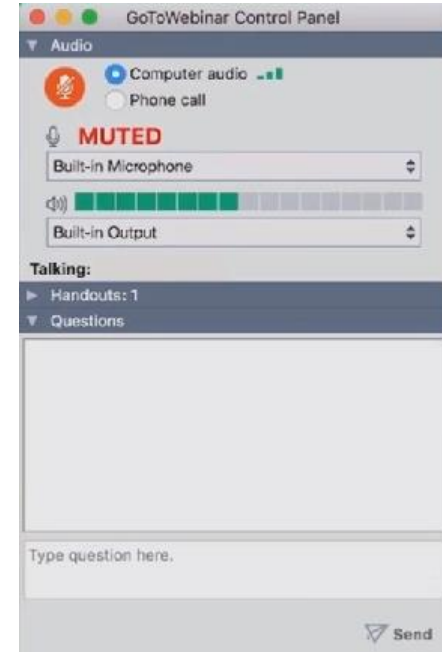 GoToWebinar Control Panel
Audio
Computer audio
Phone call
MUTED
Built-in Microphone
Built-in Output
Talking:
Handouts: 1
Questions
Type question here.
Send